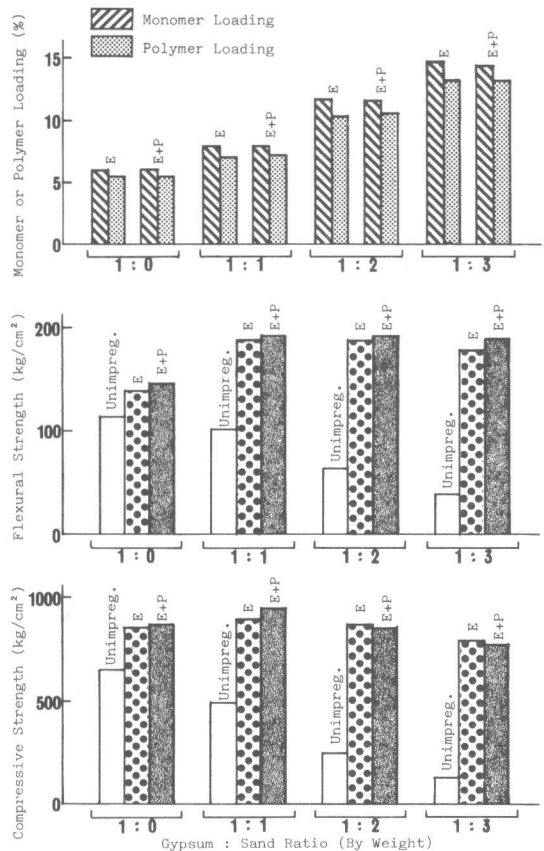 Monomer Loading
Polymer Loading
Monomer or Polymer Loading (%)
15
10
5
0
E
E+P
E
E+P
E
E+P
E
E+P
1 : 0
1 : 1
1 : 2
1 : 3
Flexural Strength (kg/cm²)
200
100
0
Unimpreg.
E
E+P
Unimpreg.
E
E+P
Unimpreg.
E
E+P
Unimpreg.
E
E+P
1 : 0
1 : 1
1 : 2
1 : 3
Compressive Strength (kg/cm²)
1000
500
0
Unimpreg.
E
E+P
Unimpreg.
E
E+P
Unimpreg.
E
E+P
Unimpreg.
E
E+P
1 : 0
1 : 1
1 : 2
1 : 3
Gypsum : Sand Ratio (By Weight)